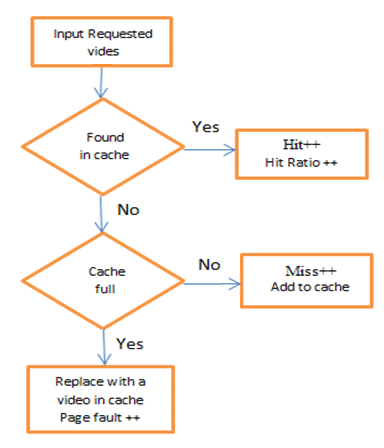 Input Requested
vides
Found
in cache
Yes
Hit++
Hit Ratio ++
No
Cache
full
No
Miss++
Add to cache
Yes
Replace with a
video in cache
Page fault ++